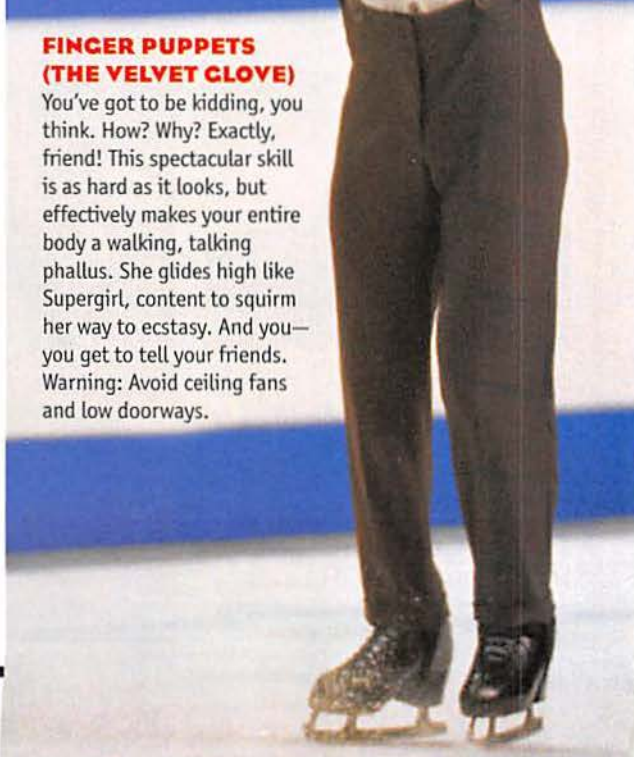 FINGER PUPPETS
(THE VELVET GLOVE)
You've got to be kidding, you
think. How? Why? Exactly,
friend! This spectacular skill
is as hard as it looks, but
effectively makes your entire
body a walking, talking
phallus. She glides high like
Supergirl, content to squirm
her way to ecstasy. And you—
you get to tell your friends.
Warning: Avoid ceiling fans
and low doorways.